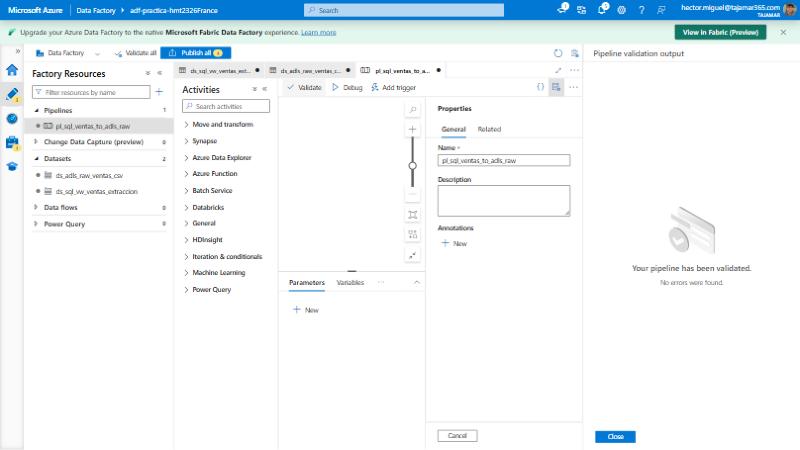 Microsoft Azure | Data Factory ▸ adf-practica-hmt2326France
Search
hector.miguel@tajamar365.com
TAJAMAR
Upgrade your Azure Data Factory to the native Microsoft Fabric Data Factory experience. Learn more
View in Fabric (Preview)
Data Factory
Validate all
Publish all 4
Factory Resources
Filter resources by name
Pipelines 1
pl_sql_ventas_to_adls_raw
Change Data Capture (preview) 0
Datasets 2
ds_adls_raw_ventas_csv
ds_sql_vw_ventas_extraccion
Data flows 0
Power Query 0
ds_sql_vw_ventas_ext...
ds_adls_raw_ventas_c...
pl_sql_ventas_to_a...
Activities
Search activities
Move and transform
Synapse
Azure Data Explorer
Azure Function
Batch Service
Databricks
General
HDInsight
Iteration & conditionals
Machine Learning
Power Query
Validate
Debug
Add trigger
Parameters
Variables
New
Properties
General
Related
Name *
pl_sql_ventas_to_adls_raw
Description
Annotations
New
Cancel
Pipeline validation output
Your pipeline has been validated.
No errors were found.
Close